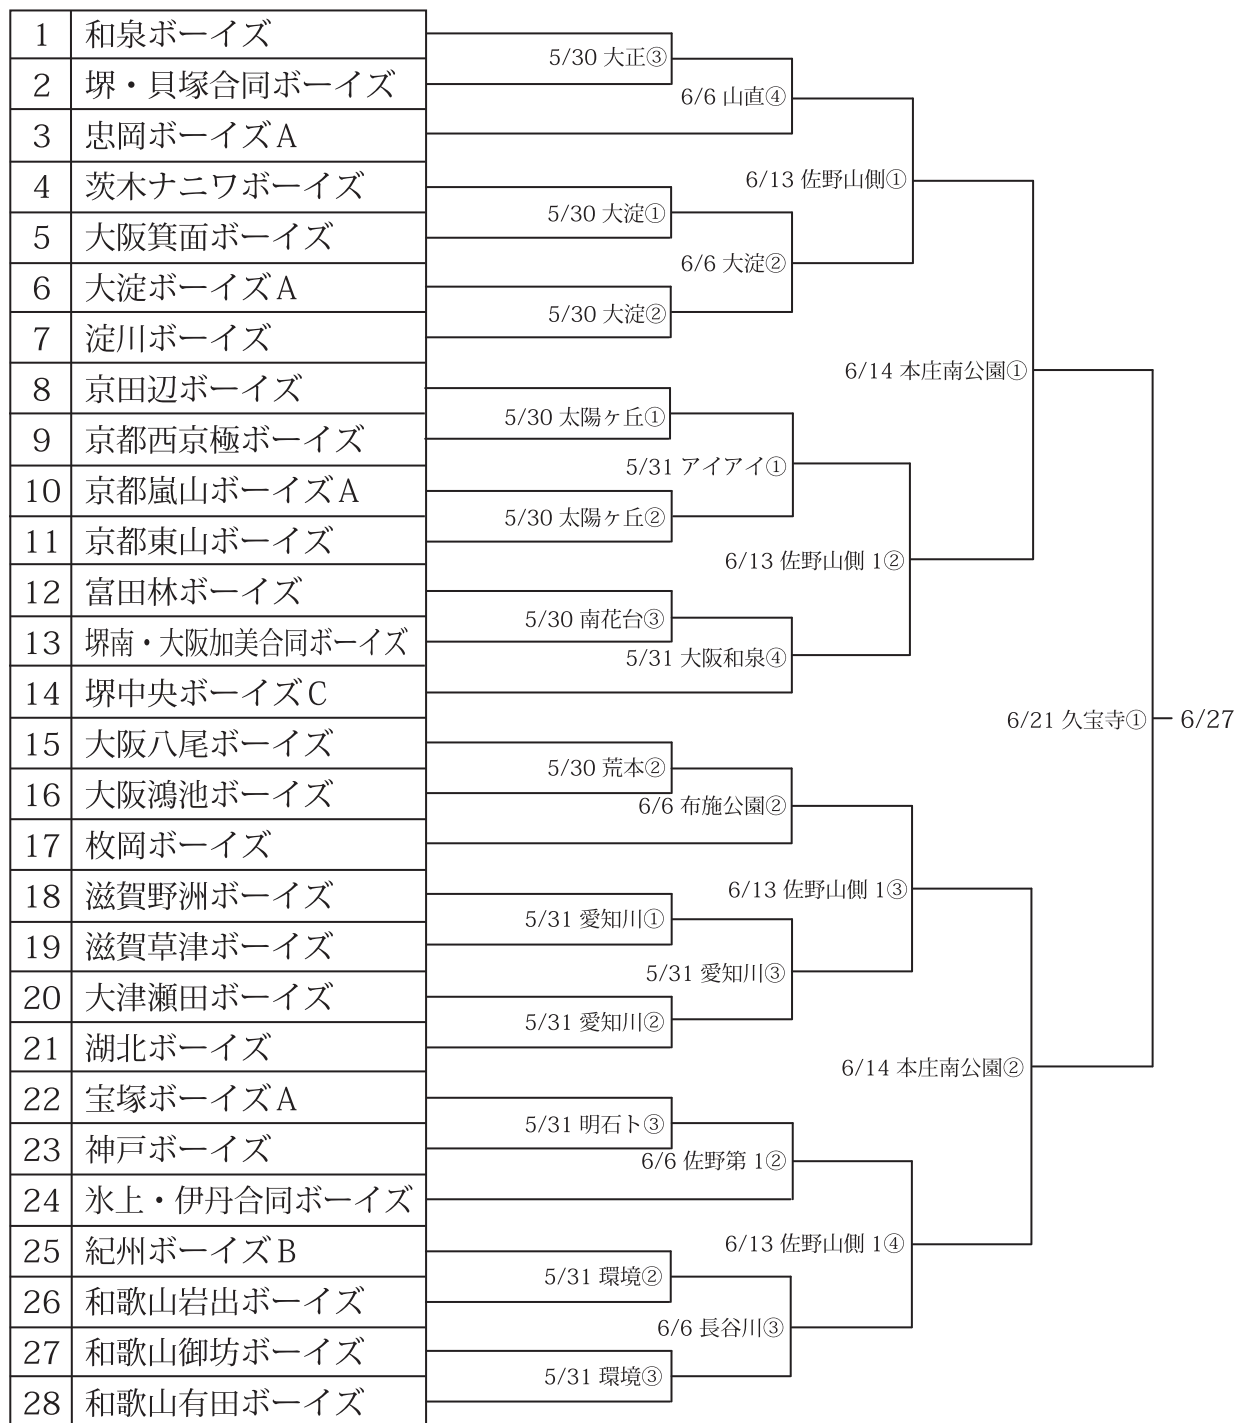 1 和泉ボーイズ
2 堺・貝塚合同ボーイズ
3 忠岡ボーイズA
4 茨木ナニワボーイズ
5 大阪箕面ボーイズ
6 大淀ボーイズA
7 淀川ボーイズ
8 京田辺ボーイズ
9 京都西京極ボーイズ
10 京都嵐山ボーイズA
11 京都東山ボーイズ
12 富田林ボーイズ
13 堺南・大阪加美合同ボーイズ
14 堺中央ボーイズC
15 大阪八尾ボーイズ
16 大阪鴻池ボーイズ
17 枚岡ボーイズ
18 滋賀野洲ボーイズ
19 滋賀草津ボーイズ
20 大津瀬田ボーイズ
21 湖北ボーイズ
22 宝塚ボーイズA
23 神戸ボーイズ
24 氷上・伊丹合同ボーイズ
25 紀州ボーイズB
26 和歌山岩出ボーイズ
27 和歌山御坊ボーイズ
28 和歌山有田ボーイズ
5/30 大正③
5/30 大淀①
5/30 大淀②
5/30 太陽ヶ丘①
5/30 太陽ヶ丘②
5/30 南花台③
5/30 荒本②
5/31 愛知川①
5/31 愛知川②
5/31 明石ト③
5/31 環境②
5/31 環境③
6/6 山直④
6/6 大淀②
5/31 アイアイ①
5/31 大阪和泉④
6/6 布施公園②
5/31 愛知川③
6/6 佐野第1②
6/6 長谷川③
6/13 佐野山側①
6/13 佐野山側1②
6/13 佐野山側1③
6/13 佐野山側1④
6/14 本庄南公園①
6/14 本庄南公園②
6/21 久宝寺①
6/27